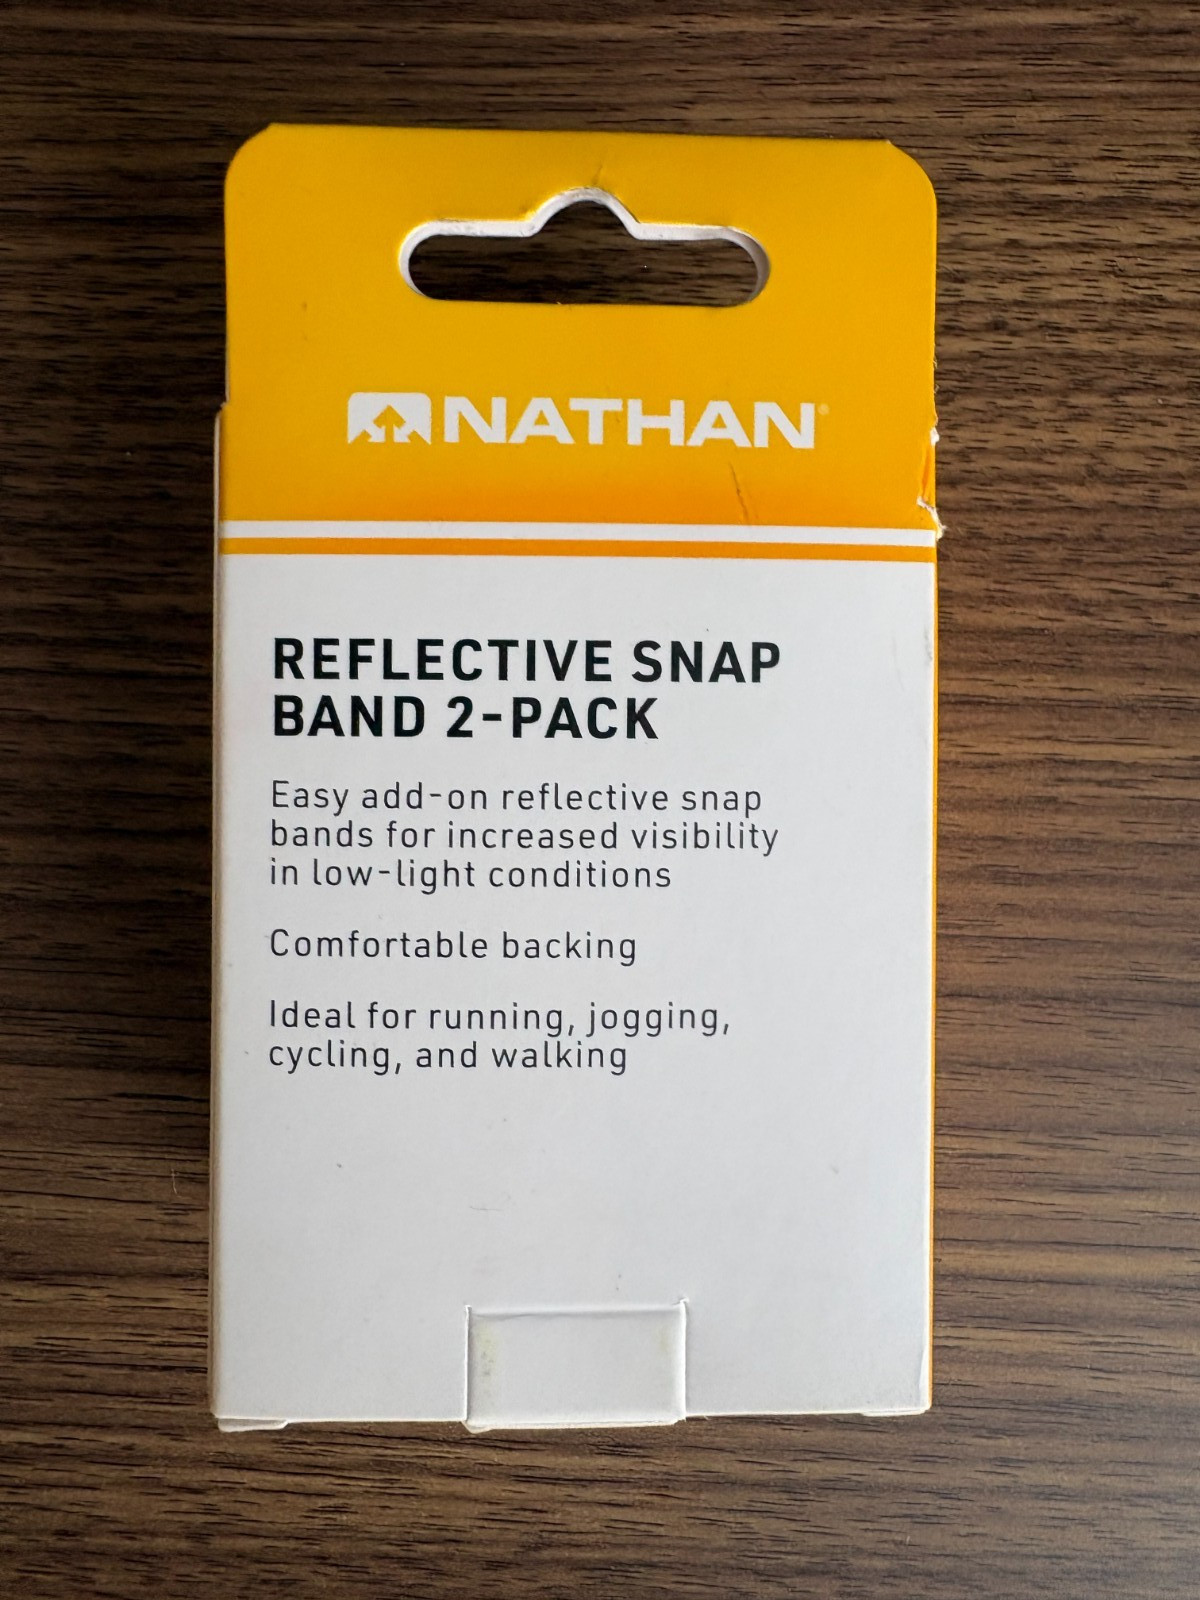 NATHAN®
REFLECTIVE SNAP
BAND 2-PACK
Easy add-on reflective snap
bands for increased visibility
in low-light conditions
Comfortable backing
Ideal for running, jogging,
cycling, and walking